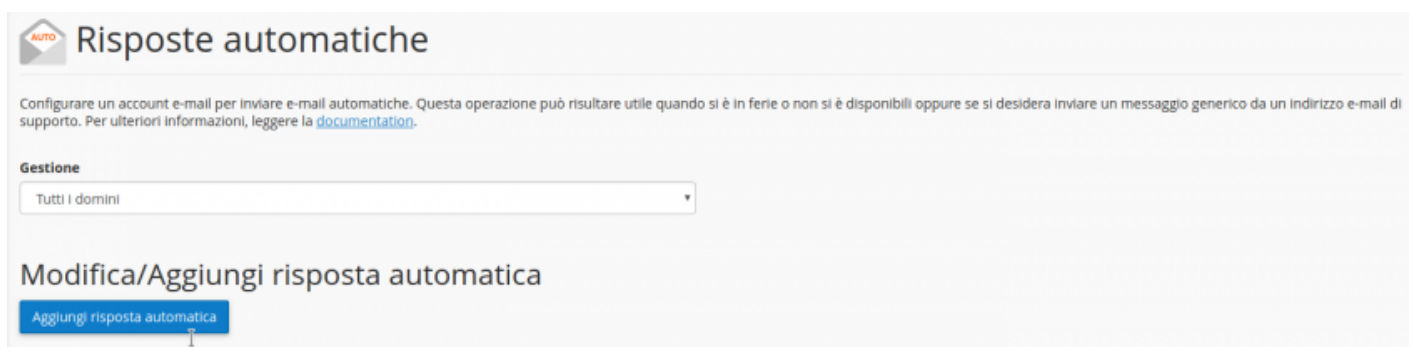 AUTO
Risposte automatiche
Configurare un account e-mail per inviare e-mail automatiche. Questa operazione può risultare utile quando si è in ferie o non si è disponibili oppure se si desidera inviare un messaggio generico da un indirizzo e-mail di
supporto. Per ulteriori informazioni, leggere la documentation.
Gestione
Tutti i domini
Modifica/Aggiungi risposta automatica
Aggiungi risposta automatica